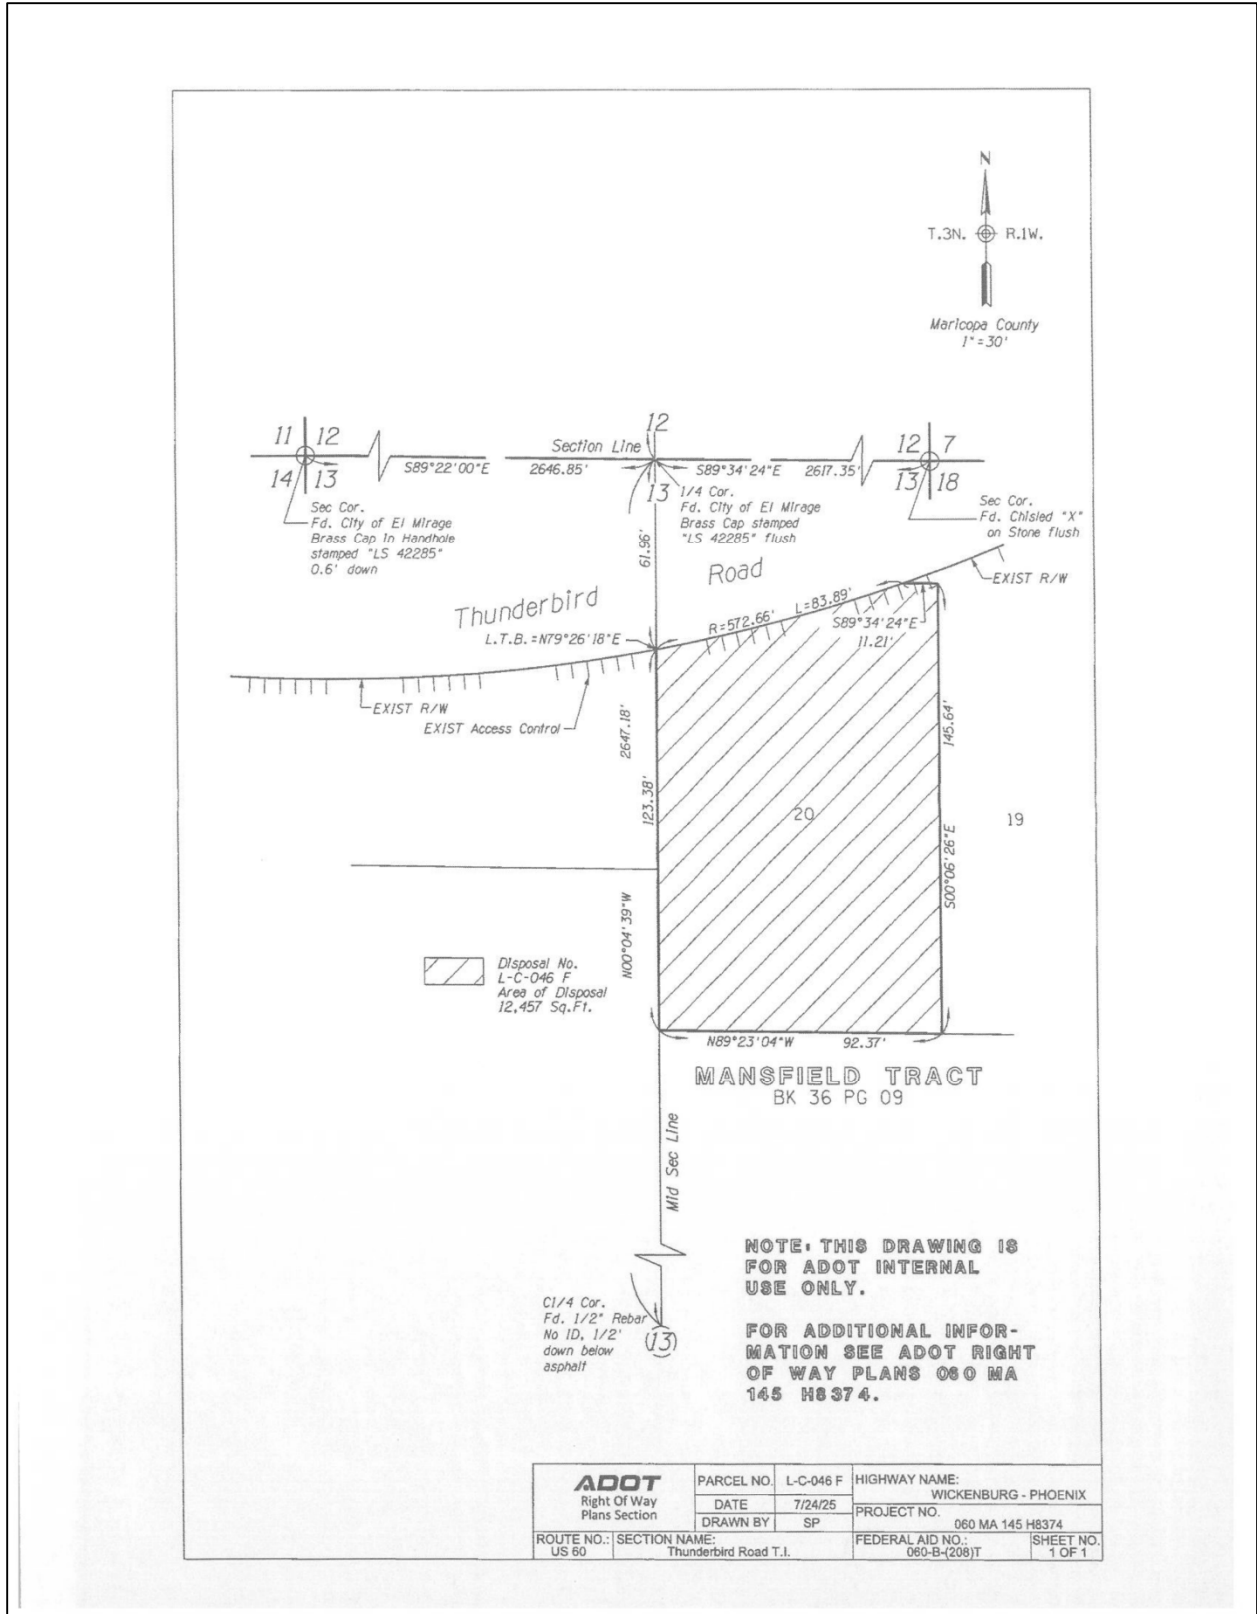 N
T.3N. R.1W.
Maricopa County
1"=30'
11 12
14 13
Section Line
12
13
12 7
13 18
S89°22'00"E
2646.85'
S89°34'24"E
2617.35'
Sec Cor.
Fd. City of El Mirage
Brass Cap In Handhole
stamped "LS 42285"
0.6' down
1/4 Cor.
Fd. City of El Mirage
Brass Cap stamped
"LS 42285" flush
Sec Cor.
Fd. Chisled "X"
on Stone flush
61.96'
Thunderbird Road
EXIST R/W
L.T.B.=N79°26'18"E
R=572.66'
L=83.89'
S89°34'24"E
11.21'
EXIST R/W
EXIST Access Control
2647.18'
123.38'
N00°04'39"W
145.64'
S00°06'26"E
20
19
Disposal No.
L-C-046 F
Area of Disposal
12,457 Sq.Ft.
N89°23'04"W
92.37'
MANSFIELD TRACT
BK 36 PG 09
Mid Sec Line
NOTE: THIS DRAWING IS
FOR ADOT INTERNAL
USE ONLY.
FOR ADDITIONAL INFOR-
MATION SEE ADOT RIGHT
OF WAY PLANS 060 MA
145 H8374.
C1/4 Cor.
Fd. 1/2" Rebar
No ID, 1/2'
down below
asphalt
(13)
ADOT
Right Of Way
Plans Section
PARCEL NO. L-C-046 F
DATE 7/24/25
DRAWN BY SP
HIGHWAY NAME:
WICKENBURG - PHOENIX
PROJECT NO.
060 MA 145 H8374
ROUTE NO.:
US 60
SECTION NAME:
Thunderbird Road T.I.
FEDERAL AID NO.:
060-B-(208)T
SHEET NO.
1 OF 1